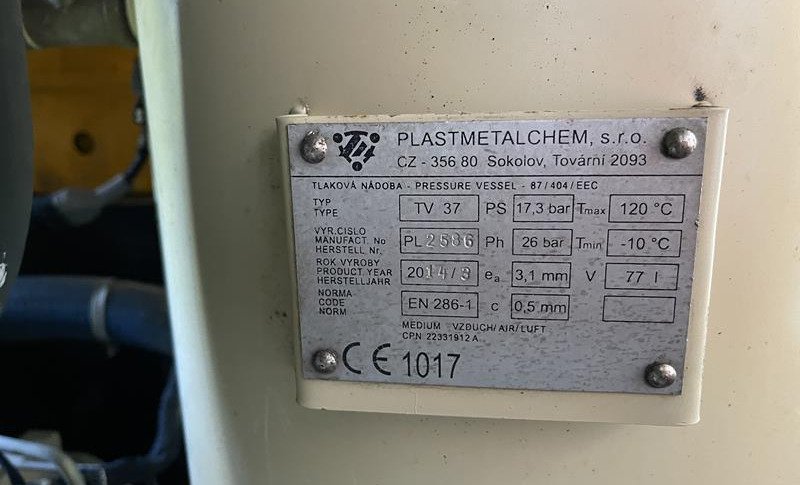 PLASTMETALCHEM, s.r.o.
CZ - 356 80 Sokolov, Tovární 2093
TLAKOVÁ NÁDOBA - PRESSURE VESSEL - 87/404/EEC
TYP
TYPE
TV 37 PS 17,3 bar Tmax 120 °C
VYR.CISLO
MANUFACT. No
HERSTELL Nr.
PL2586 Ph 26 bar Tmin -10 °C
ROK VYROBY
PRODUCT.YEAR
HERSTELLJAHR
2014/3 ea 3,1 mm V 77 l
NORMA
CODE
NORM
EN 286-1 c 0,5 mm
MEDIUM VZDUCH/AIR/LUFT
CPN 22331912 A
CE 1017